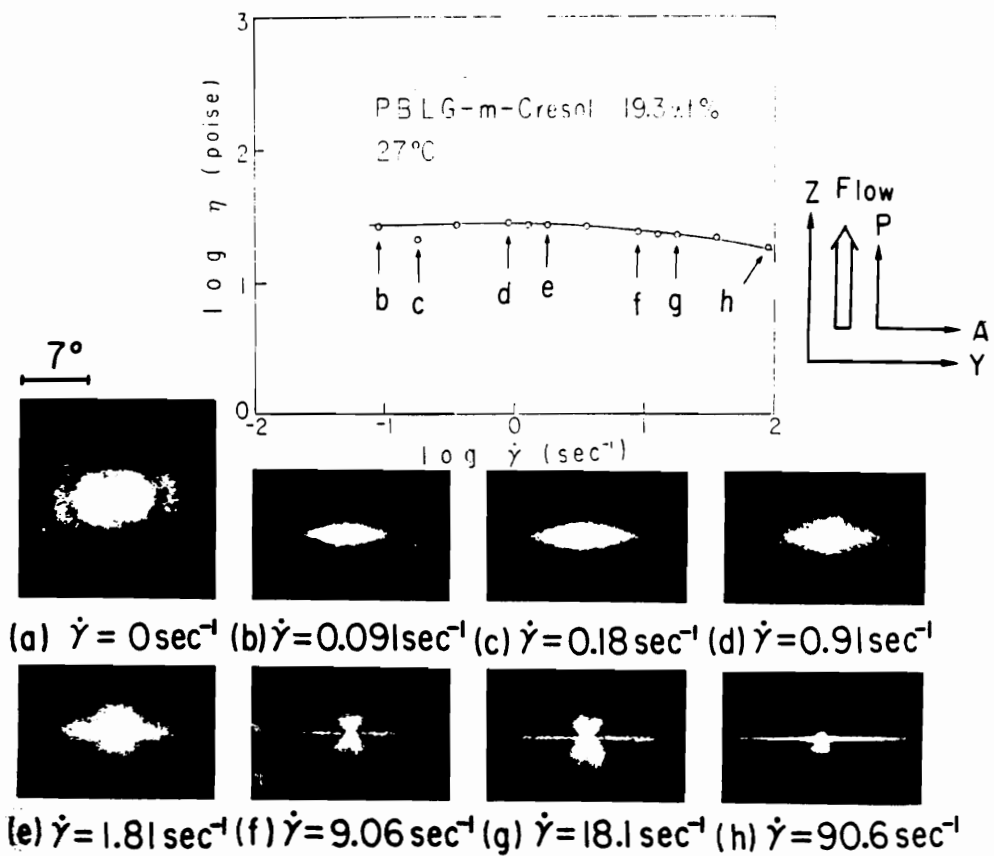 3
log η (poise)
PBLG-m-Cresol 19.3 wt%
27°C
2
Z Flow
P
A
Y
1
b c d e f g h
7°
0
-2 -1 0 1 2
log γ̇ (sec⁻¹)
(a) γ̇ = 0 sec⁻¹ (b) γ̇ = 0.091 sec⁻¹ (c) γ̇ = 0.18 sec⁻¹ (d) γ̇ = 0.91 sec⁻¹
(e) γ̇ = 1.81 sec⁻¹ (f) γ̇ = 9.06 sec⁻¹ (g) γ̇ = 18.1 sec⁻¹ (h) γ̇ = 90.6 sec⁻¹